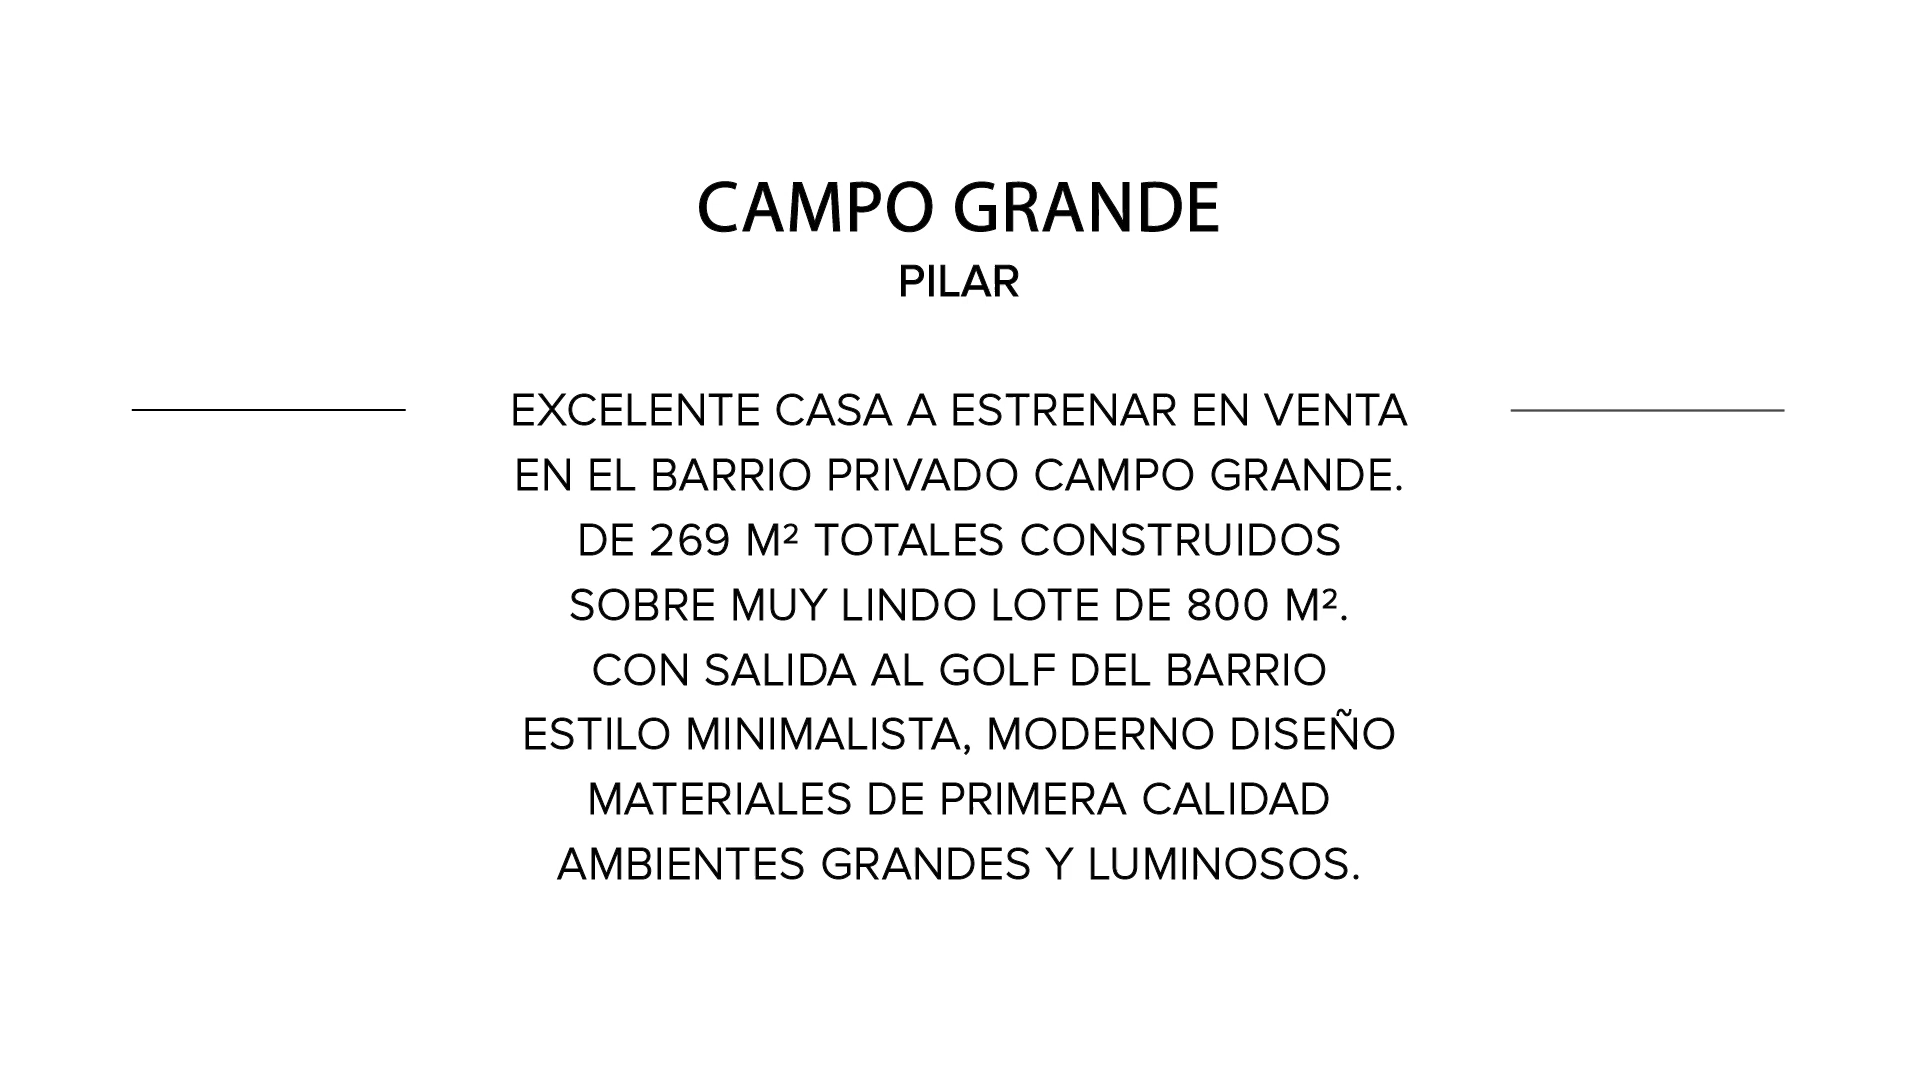 CAMPO GRANDE
PILAR
EXCELENTE CASA A ESTRENAR EN VENTA
EN EL BARRIO PRIVADO CAMPO GRANDE.
DE 269 M² TOTALES CONSTRUIDOS
SOBRE MUY LINDO LOTE DE 800 M².
CON SALIDA AL GOLF DEL BARRIO
ESTILO MINIMALISTA, MODERNO DISEÑO
MATERIALES DE PRIMERA CALIDAD
AMBIENTES GRANDES Y LUMINOSOS.